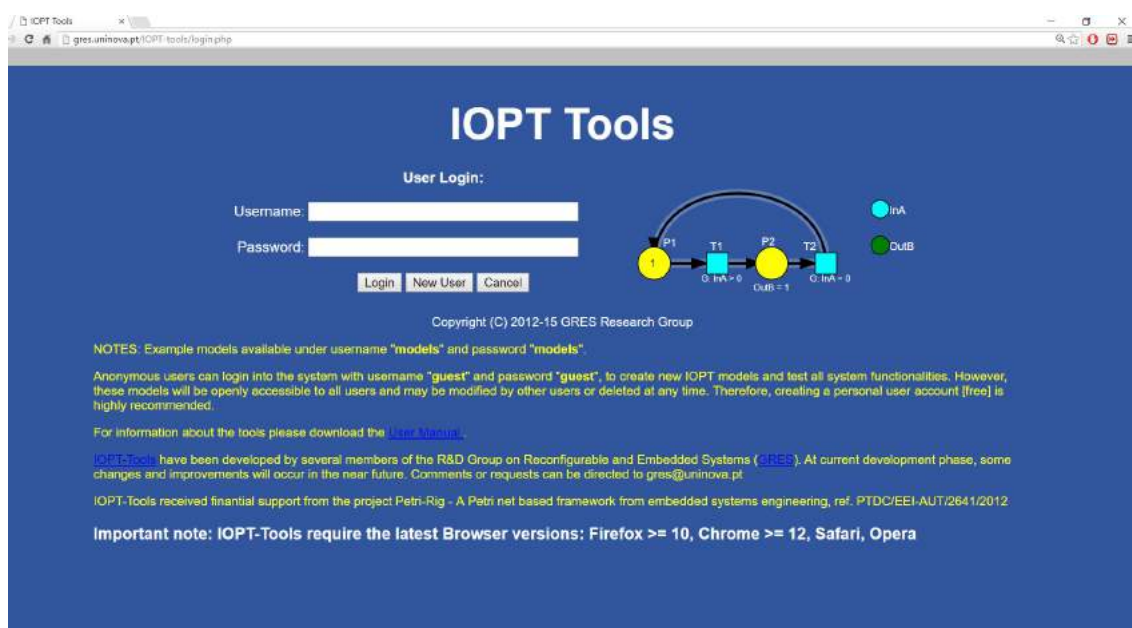 IOPT Tools
gres.uninova.pt/IOPT-tools/login.php
IOPT Tools
User Login:
Username:
Password:
Login New User Cancel
P1 T1 P2 T2
1
G: InA > 0
OutB = 1
G: InA = 0
InA
OutB
Copyright (C) 2012-15 GRES Research Group
NOTES: Example models available under username "models" and password "models".
Anonymous users can login into the system with username "guest" and password "guest", to create new IOPT models and test all system functionalities. However,
these models will be openly accessible to all users and may be modified by other users or deleted at any time. Therefore, creating a personal user account [free] is
highly recommended.
For information about the tools please download the User Manual.
IOPT-Tools have been developed by several members of the R&D Group on Reconfigurable and Embedded Systems (GRES). At current development phase, some
changes and improvements will occur in the near future. Comments or requests can be directed to gres@uninova.pt
IOPT-Tools received finantial support from the project Petri-Rig - A Petri net based framework from embedded systems engineering, ref. PTDC/EEI-AUT/2641/2012
Important note: IOPT-Tools require the latest Browser versions: Firefox >= 10, Chrome >= 12, Safari, Opera